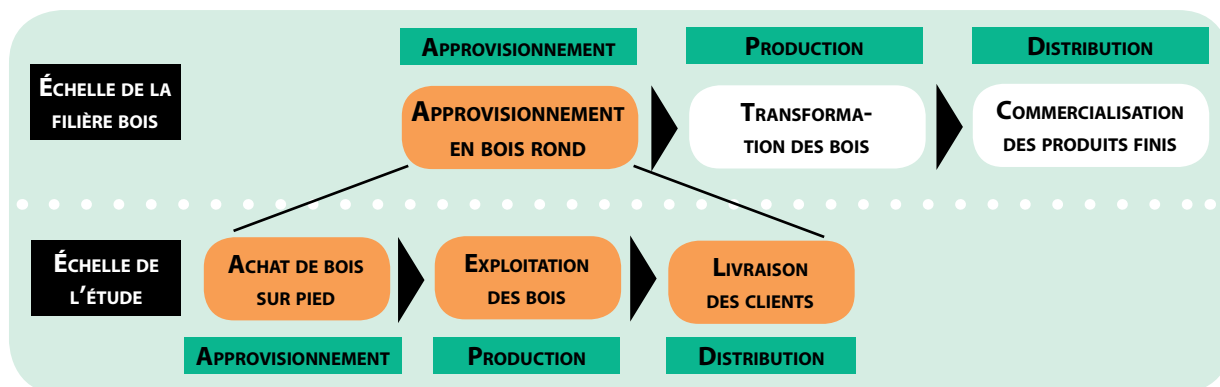 APPROVISIONNEMENT
PRODUCTION
DISTRIBUTION
ÉCHELLE DE LA
FILIÈRE BOIS
APPROVISIONNEMENT
EN BOIS ROND
TRANSFORMA-
TION DES BOIS
COMMERCIALISATION
DES PRODUITS FINIS
ÉCHELLE DE
L'ÉTUDE
ACHAT DE BOIS
SUR PIED
EXPLOITATION
DES BOIS
LIVRAISON
DES CLIENTS
APPROVISIONNEMENT
PRODUCTION
DISTRIBUTION